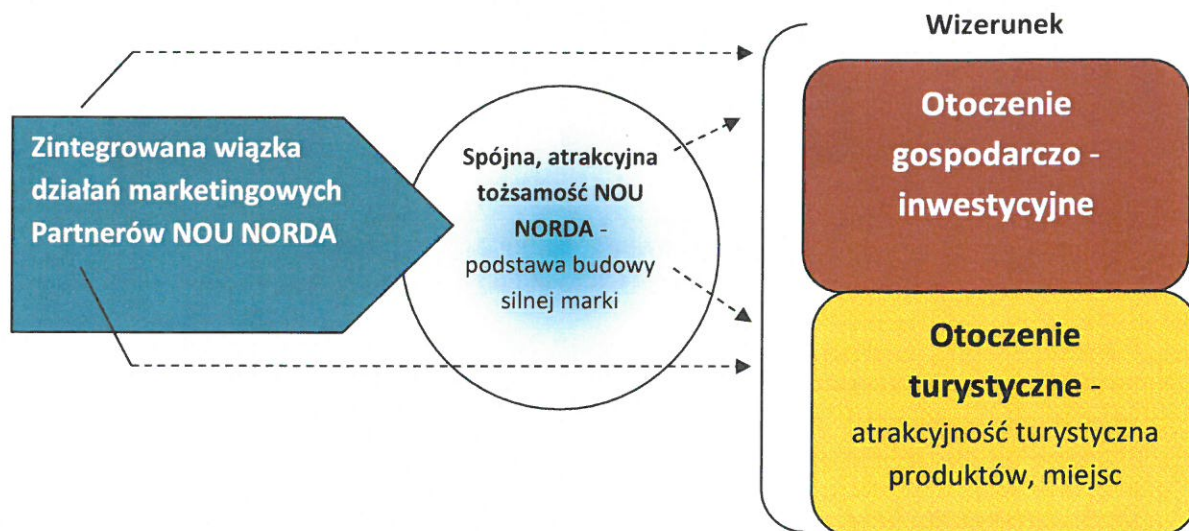 Zintegrowana wiązka
działań marketingowych
Partnerów NOU NORDA
Spójna, atrakcyjna
tożsamość NOU
NORDA -
podstawa budowy
silnej marki
Wizerunek
Otoczenie
gospodarczo -
inwestycyjne
Otoczenie
turystyczne -
atrakcyjność turystyczna
produktów, miejsc